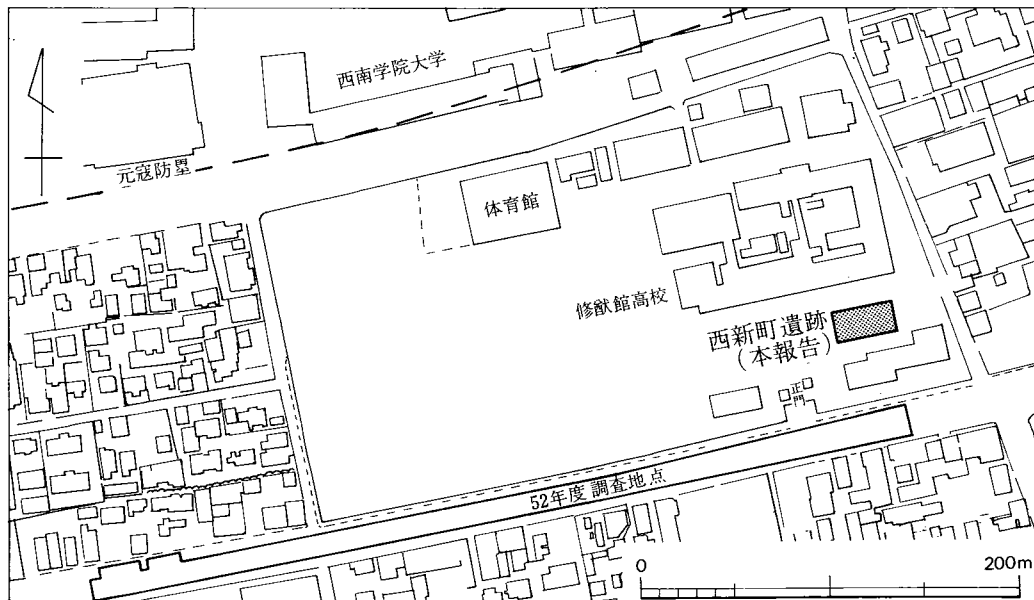 西南学院大学
元寇防塁
体育館
修猷館高校
西新町遺跡
(本報告)
正門
52年度 調査地点
0
200m